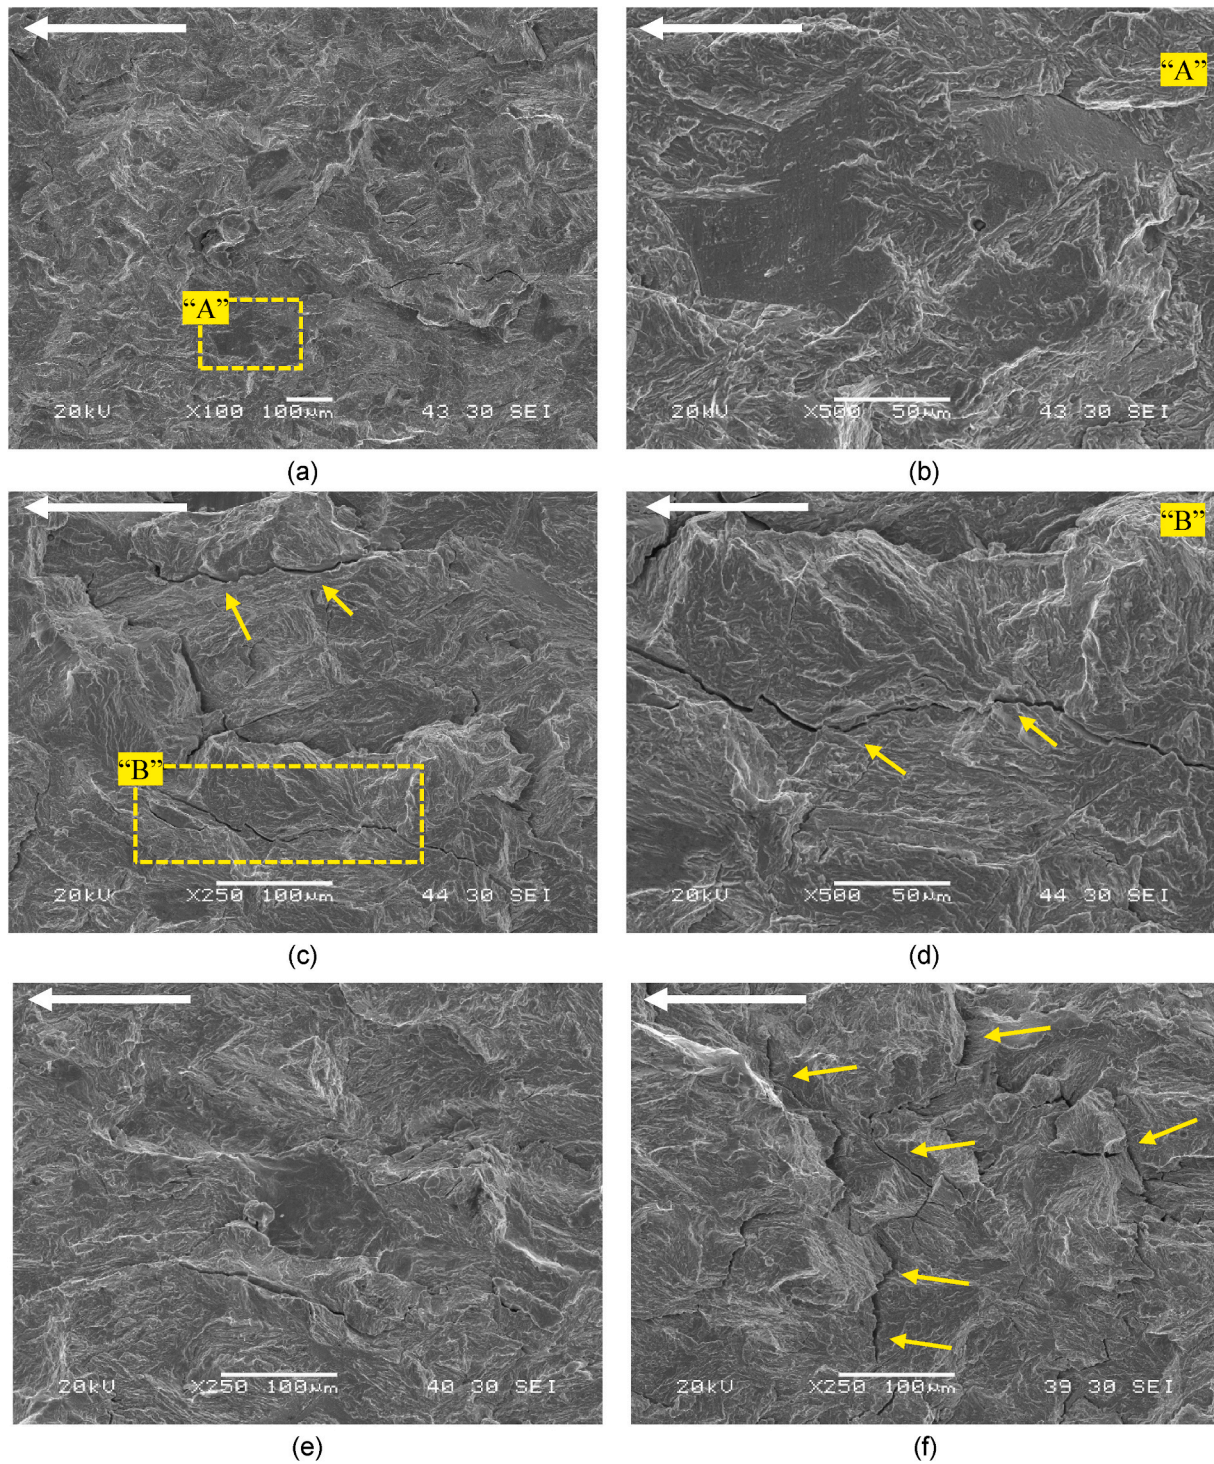 “A”
“A”
20kV X100 100µm 43 30 SEI
20kV X500 50µm 43 30 SEI
(a)
(b)
“B”
“B”
20kV X250 100µm 44 30 SEI
20kV X500 50µm 44 30 SEI
(c)
(d)
20kV X250 100µm 40 30 SEI
20kV X250 100µm 39 30 SEI
(e)
(f)